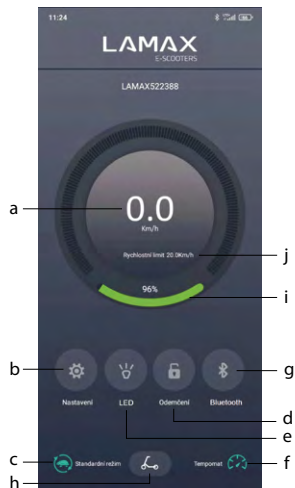 11:24
LAMAX
E-SCOOTERS
LAMAX522388
a
0.0
Km/h
Rychlostní limit 20.0Km/h
j
96%
i
b
g
Nastavení LED Odemčení Bluetooth
d
e
c Standardní režim Tempomat f
h